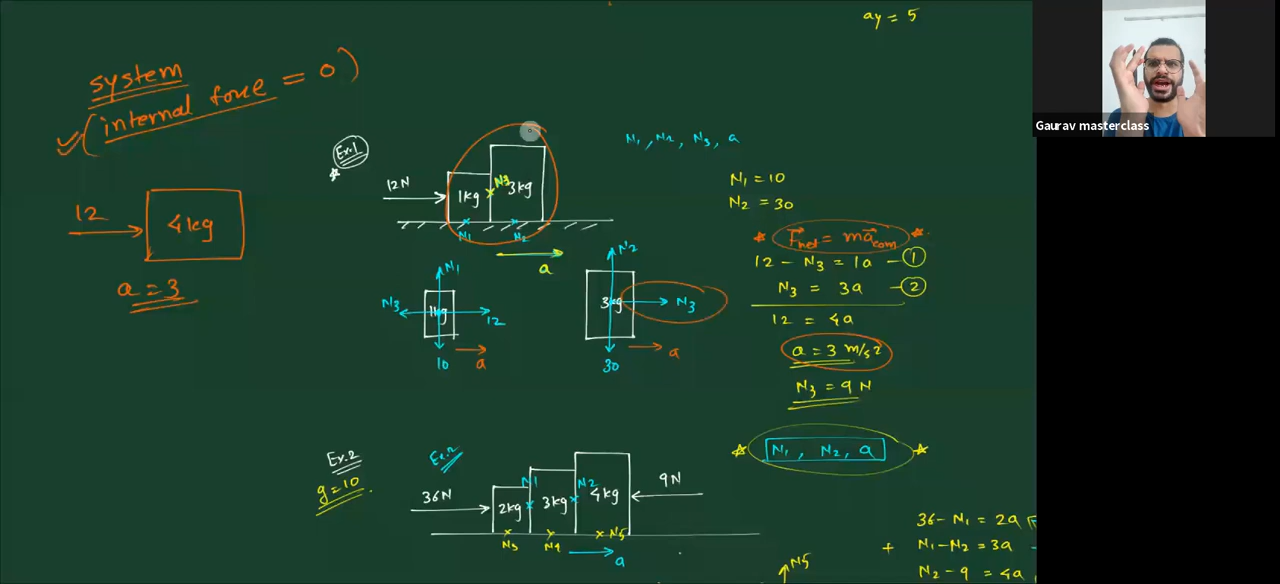 ay = 5
system
(internal force = 0)
12
4kg
a = 3
Gaurav masterclass
Ex.1
12N
1kg
N3
3kg
N1
N2
a
N1, N2, N3, a
N1 = 10
N2 = 30
Fnet = macom
12 - N3 = 1a - 1
N3 = 3a - 2
12 = 4a
a = 3 m/s2
N3 = 9 N
N1
N3
1kg
12
10
a
N2
3kg
N3
30
a
N1, N2, a
Ex.2
g=10
Ex.2
36N
2kg
N1
3kg
N2
4kg
9N
N3
N4
N5
a
N5
36 - N1 = 2a
+ N1 - N2 = 3a
N2 - 9 = 4a